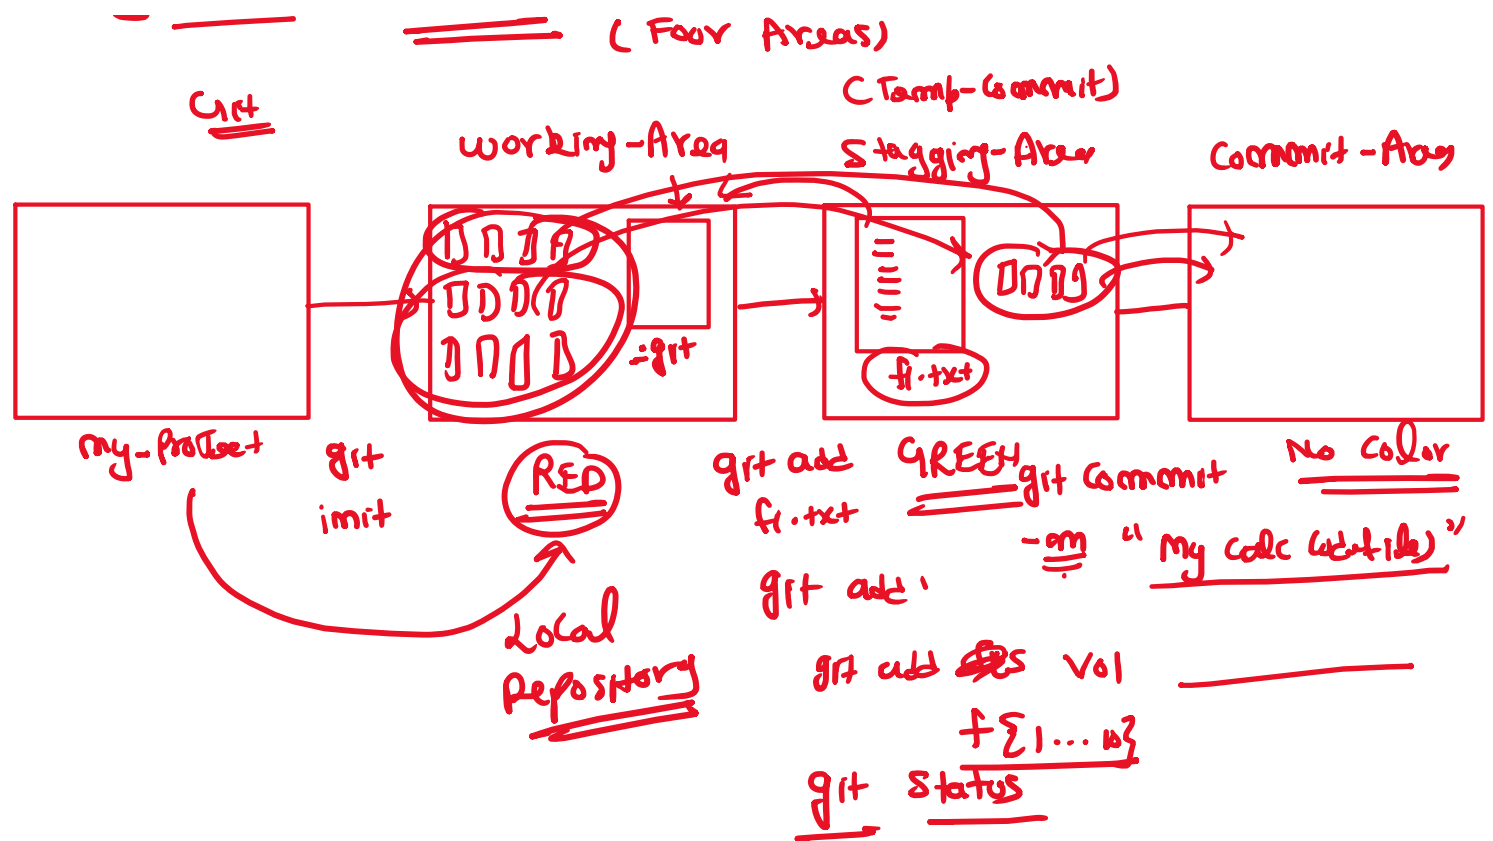 (Four Areas)
Git
(Temp-Commit)
Working-Area
Stagging-Area
Commit-Area
-git
f1.txt
my-Project
git
init
RED
git add
f1.txt
GREEN
git commit
-am
No Color
git add .
Local
Repository
git add
f{1....10}
git status